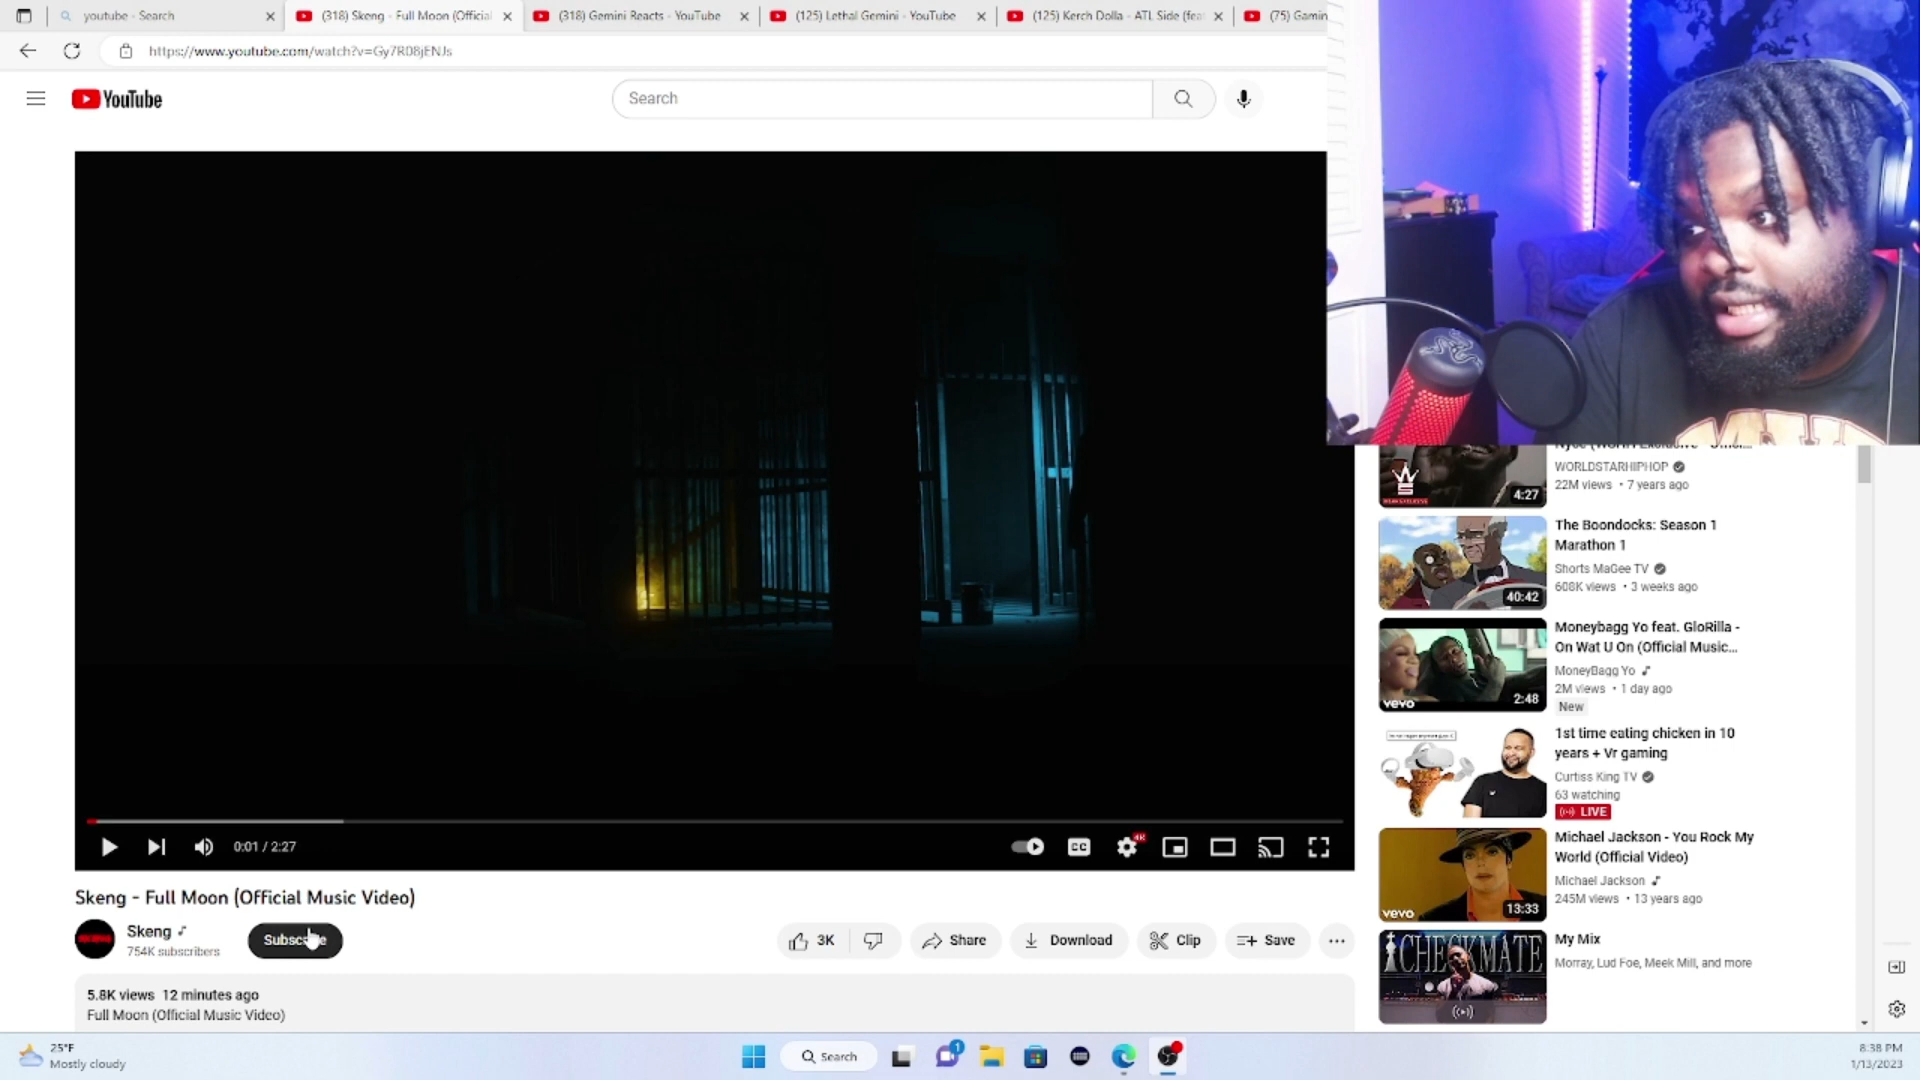 youtube - Search
(318) Skeng - Full Moon (Official
(318) Gemini Reacts - YouTube
(125) Lethal Gemini - YouTube
(125) Kerch Dolla - ATL Side (fea
(75) Gamin
https://www.youtube.com/watch?v=Gy7R08jENJs
YouTube
Search
WORLDSTARHIPHOP
22M views • 7 years ago
4:27
The Boondocks: Season 1
Marathon 1
Shorts MaGee TV
608K views • 3 weeks ago
40:42
Moneybagg Yo feat. GloRilla -
On Wat U On (Official Music...
MoneyBagg Yo
2M views • 1 day ago
New
vevo
2:48
1st time eating chicken in 10
years + Vr gaming
Curtiss King TV
63 watching
LIVE
Michael Jackson - You Rock My
World (Official Video)
Michael Jackson
245M views • 13 years ago
vevo
13:33
CHECKMATE
My Mix
Morray, Lud Foe, Meek Mill, and more
0:01 / 2:27
CC
4K
Skeng - Full Moon (Official Music Video)
Skeng
754K subscribers
3K
Share
Download
Clip
Save
5.8K views 12 minutes ago
Full Moon (Official Music Video)
25°F
Mostly cloudy
Search
1
8:38 PM
1/13/2023